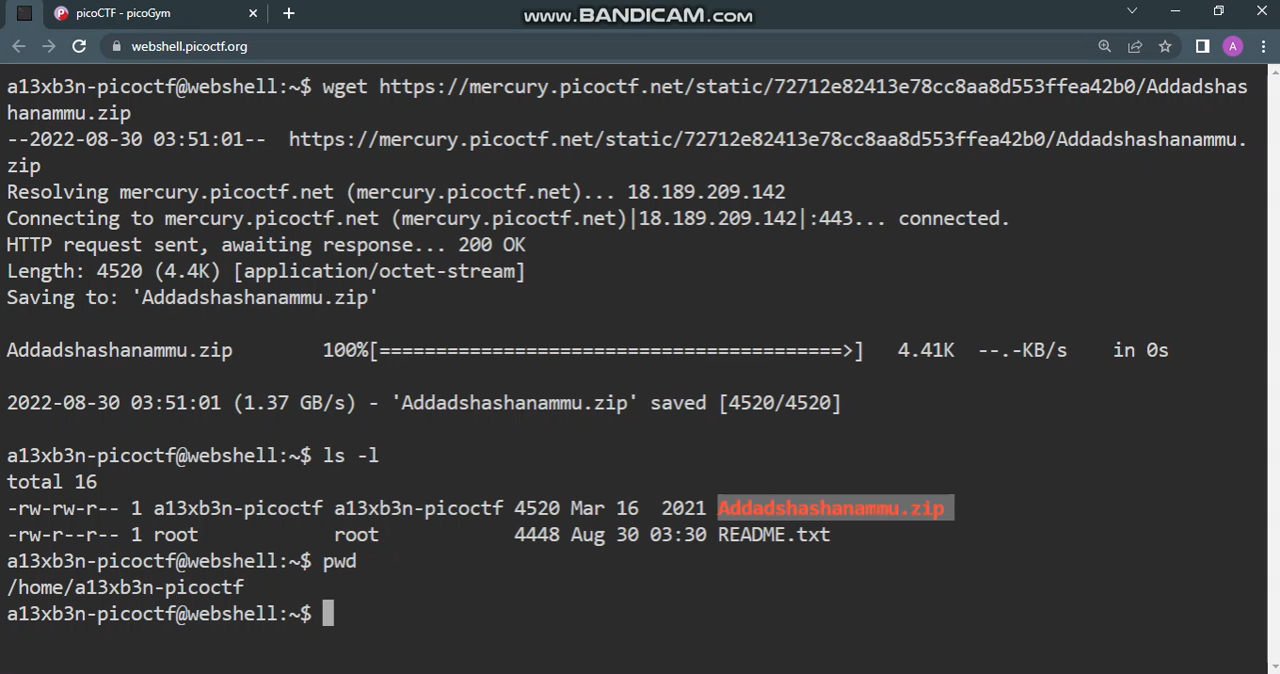 picoCTF - picoGym
www.BANDICAM.com
webshell.picoctf.org
A
a13xb3n-picoctf@webshell:~$ wget https://mercury.picoctf.net/static/72712e82413e78cc8aa8d553ffea42b0/Addadshas
hanammu.zip
--2022-08-30 03:51:01--  https://mercury.picoctf.net/static/72712e82413e78cc8aa8d553ffea42b0/Addadshashanammu.
zip
Resolving mercury.picoctf.net (mercury.picoctf.net)... 18.189.209.142
Connecting to mercury.picoctf.net (mercury.picoctf.net)|18.189.209.142|:443... connected.
HTTP request sent, awaiting response... 200 OK
Length: 4520 (4.4K) [application/octet-stream]
Saving to: 'Addadshashanammu.zip'
Addadshashanammu.zip        100%[=========================================>]   4.41K  --.-KB/s    in 0s
2022-08-30 03:51:01 (1.37 GB/s) - 'Addadshashanammu.zip' saved [4520/4520]
a13xb3n-picoctf@webshell:~$ ls -l
total 16
-rw-rw-r-- 1 a13xb3n-picoctf a13xb3n-picoctf 4520 Mar 16  2021 Addadshashanammu.zip
-rw-r--r-- 1 root            root            4448 Aug 30 03:30 README.txt
a13xb3n-picoctf@webshell:~$ pwd
/home/a13xb3n-picoctf
a13xb3n-picoctf@webshell:~$